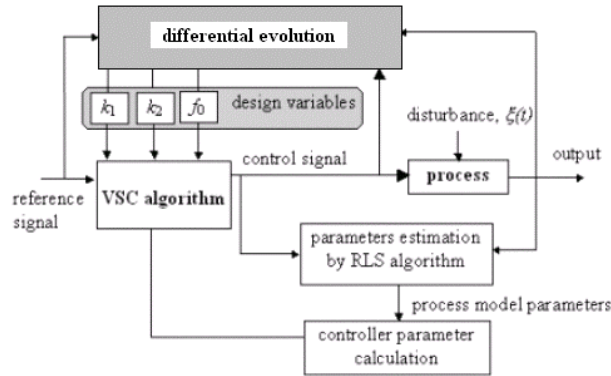 differential evolution
k1 k2 f0 design variables
disturbance, ξ(t)
control signal
output
reference
signal
VSC algorithm
process
parameters estimation
by RLS algorithm
process model parameters
controller parameter
calculation